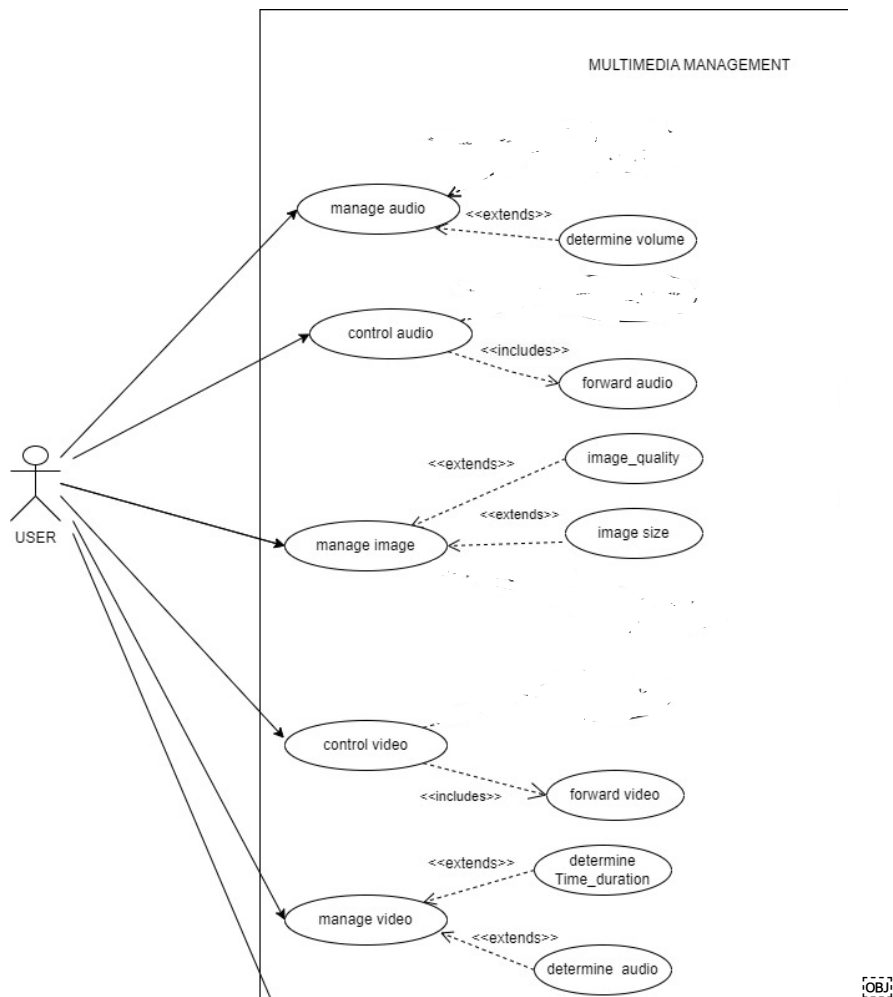 MULTIMEDIA MANAGEMENT
manage audio
<<extends>>
determine volume
control audio
<<includes>>
forward audio
<<extends>>
image_quality
<<extends>>
image size
manage image
USER
control video
<<includes>>
forward video
<<extends>>
determine
Time_duration
manage video
<<extends>>
determine audio
OBJ